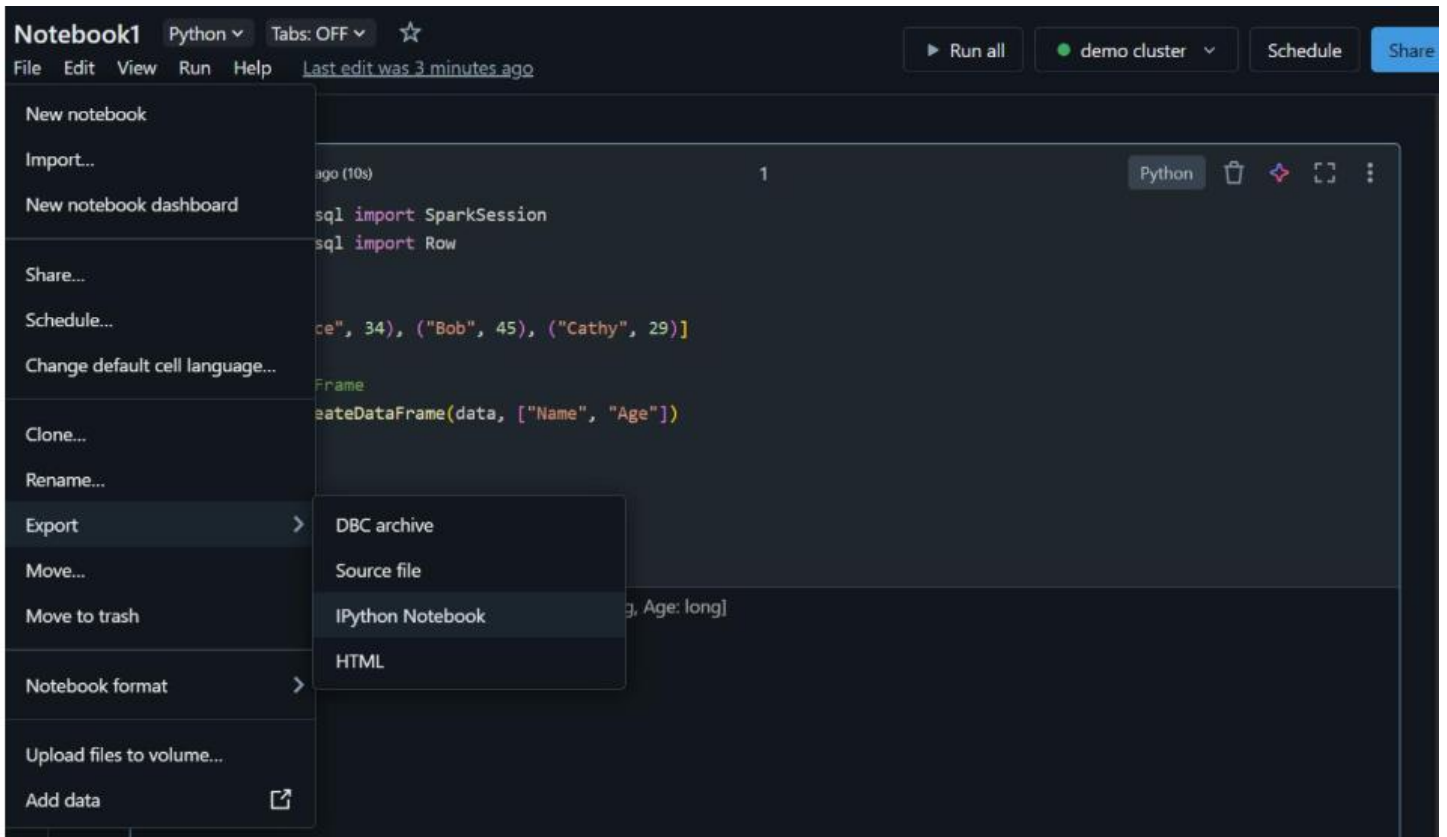 Notebook1 Python Tabs: OFF
File Edit View Run Help Last edit was 3 minutes ago
Run all demo cluster Schedule Share
New notebook
Import...
New notebook dashboard
Share...
Schedule...
Change default cell language...
Clone...
Rename...
Export
Move...
Move to trash
Notebook format
Upload files to volume...
Add data
DBC archive
Source file
IPython Notebook
HTML
ago (10s) 1 Python
sql import SparkSession
sql import Row
ce", 34), ("Bob", 45), ("Cathy", 29)]
Frame
eateDataFrame(data, ["Name", "Age"])
g, Age: long]